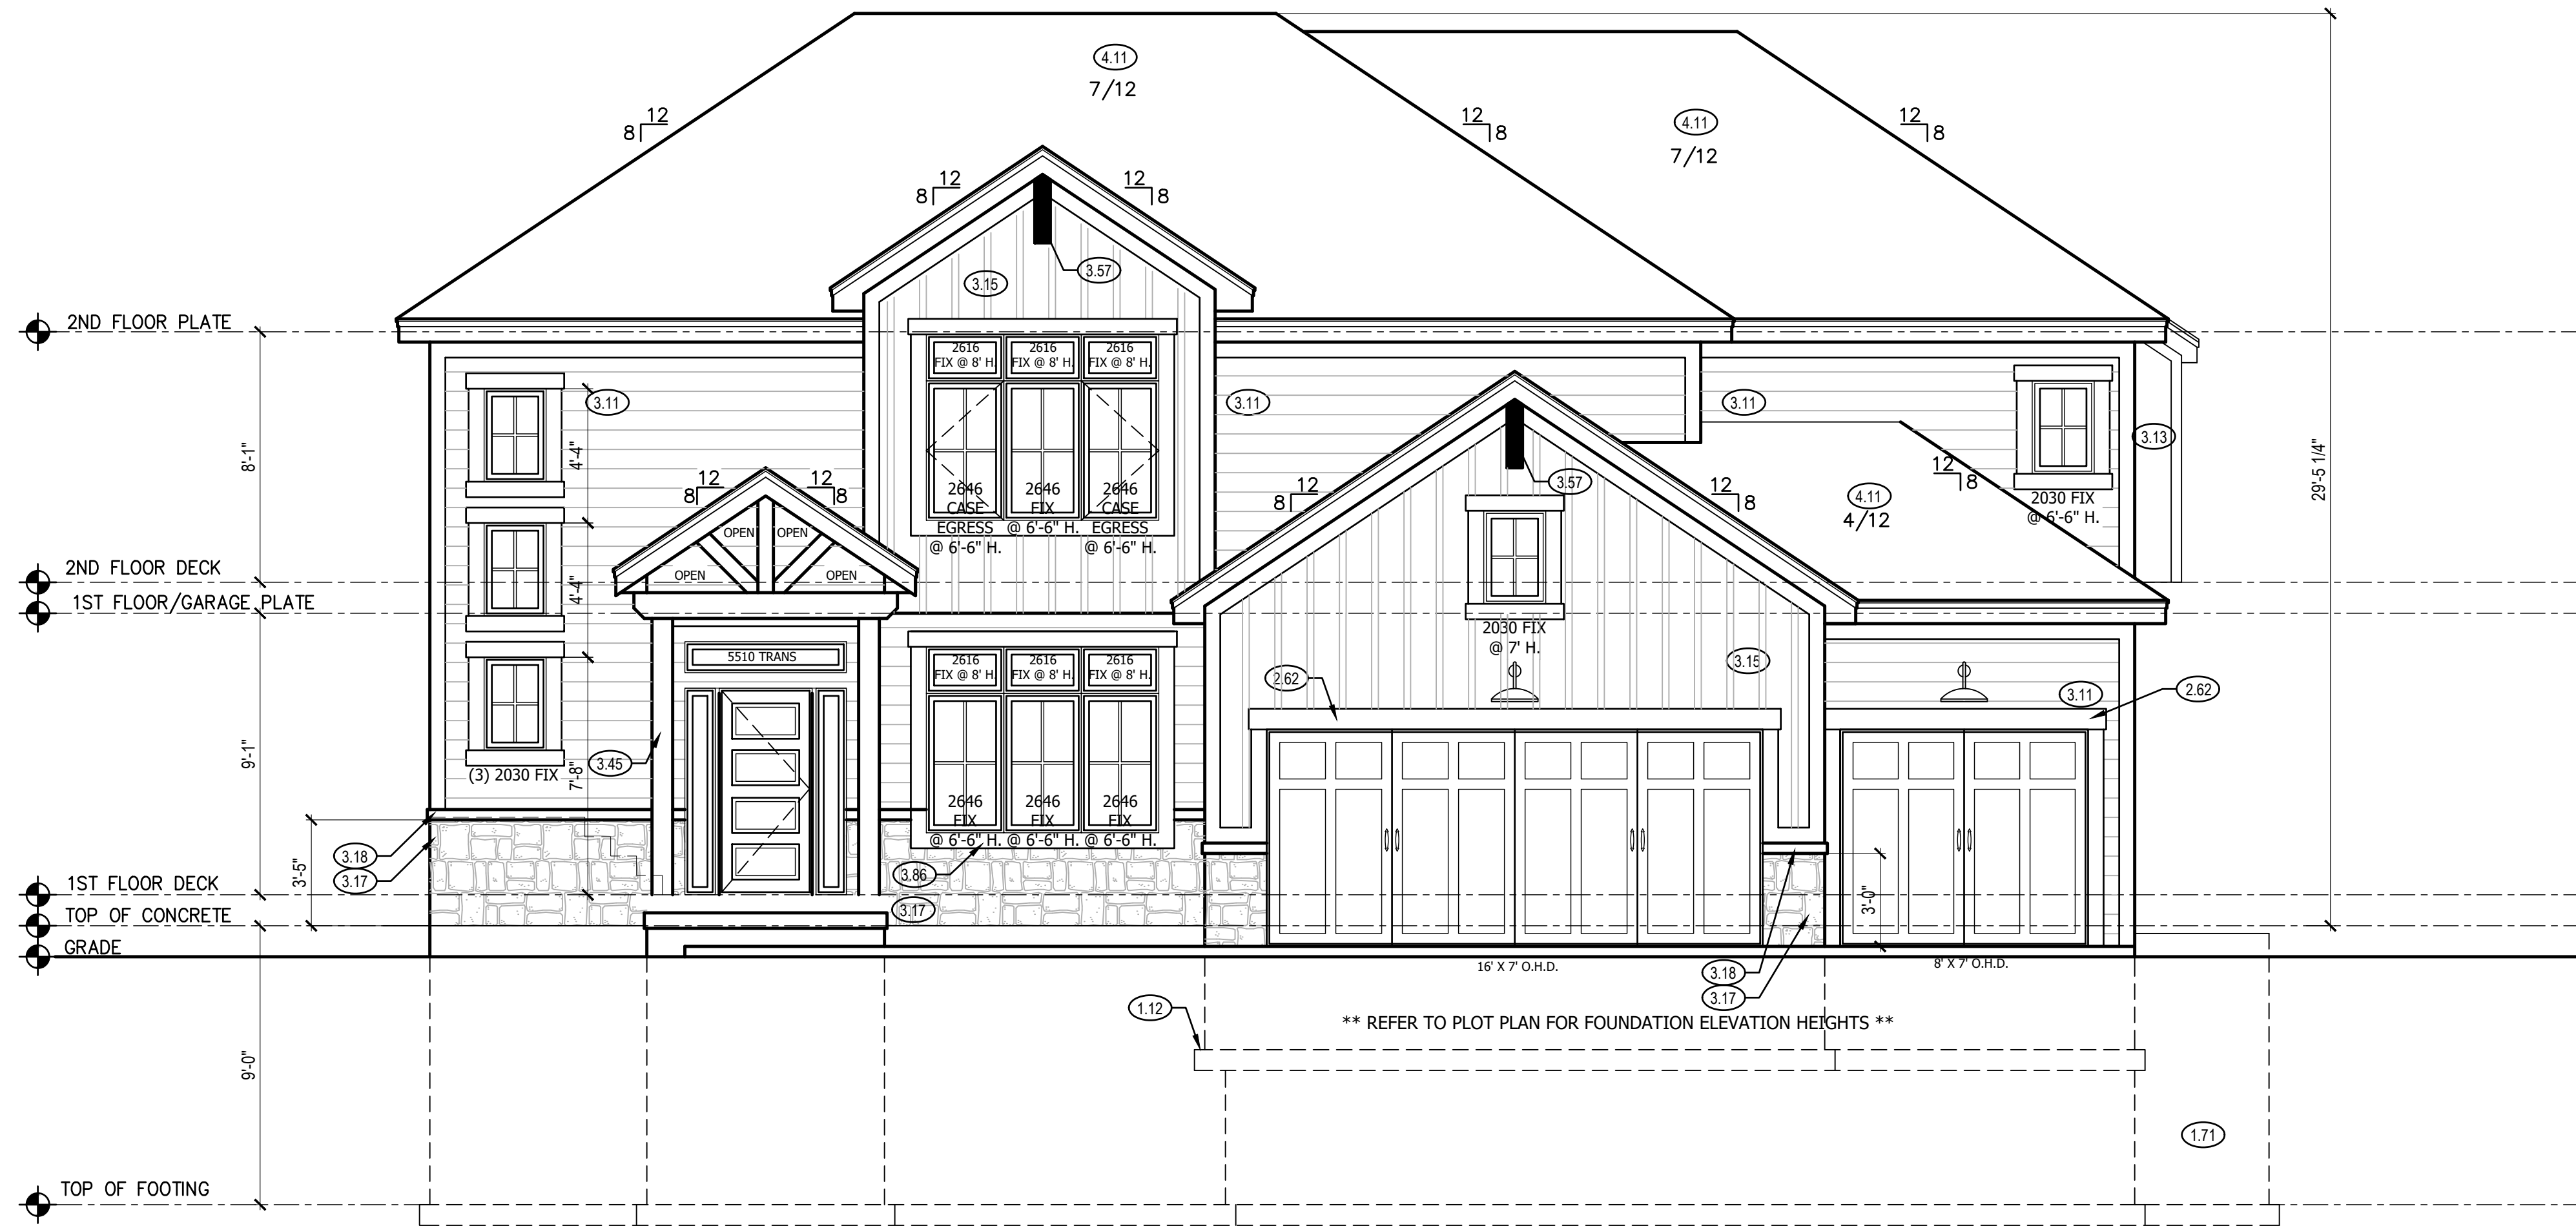 4.11
7/12
12
8
12
8
4.11
7/12
12
8
12
8
12
8
3.57
3.15
2ND FLOOR PLATE
2616
FIX @ 8' H.
2616
FIX @ 8' H.
2616
FIX @ 8' H.
3.11
3.11
3.11
3.13
8'-1"
4'-4"
29'-5 1/4"
2646
CASE
EGRESS
@ 6'-6" H.
2646
FIX
@ 6'-6" H.
2646
CASE
EGRESS
@ 6'-6" H.
12
8
12
8
12
8
12
8
3.57
12
8
4.11
4/12
2030 FIX
@ 6'-6" H.
OPEN
OPEN
OPEN
OPEN
2ND FLOOR DECK
4'-4"
1ST FLOOR/GARAGE PLATE
2030 FIX
@ 7' H.
5510 TRANS
2616
FIX @ 8' H.
2616
FIX @ 8' H.
2616
FIX @ 8' H.
3.15
2.62
3.11
2.62
9'-1"
(3) 2030 FIX
7'-8"
3.45
2646
FIX
@ 6'-6" H.
2646
FIX
@ 6'-6" H.
2646
FIX
@ 6'-6" H.
3.18
3.17
3'-5"
3.86
1ST FLOOR DECK
3'-0"
3.17
TOP OF CONCRETE
GRADE
16' X 7' O.H.D.
3.18
3.17
8' X 7' O.H.D.
1.12
** REFER TO PLOT PLAN FOR FOUNDATION ELEVATION HEIGHTS **
9'-0"
1.71
TOP OF FOOTING